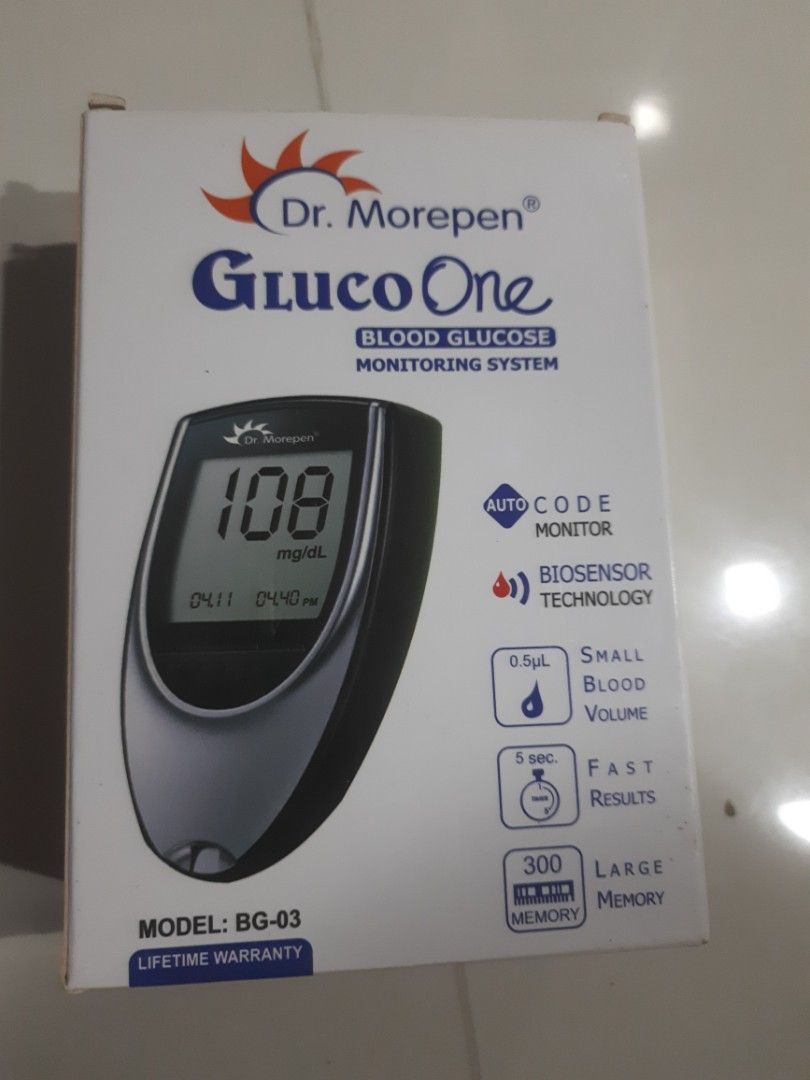 Dr. Morepen®
GLUCO One
BLOOD GLUCOSE
MONITORING SYSTEM
Dr. Morepen®
108
mg/dL
04.11 04.40 PM
AUTO CODE
MONITOR
BIOSENSOR
TECHNOLOGY
0.5µL
SMALL
BLOOD
VOLUME
5 sec.
FAST
RESULTS
300
MEMORY
LARGE
MEMORY
MODEL: BG-03
LIFETIME WARRANTY